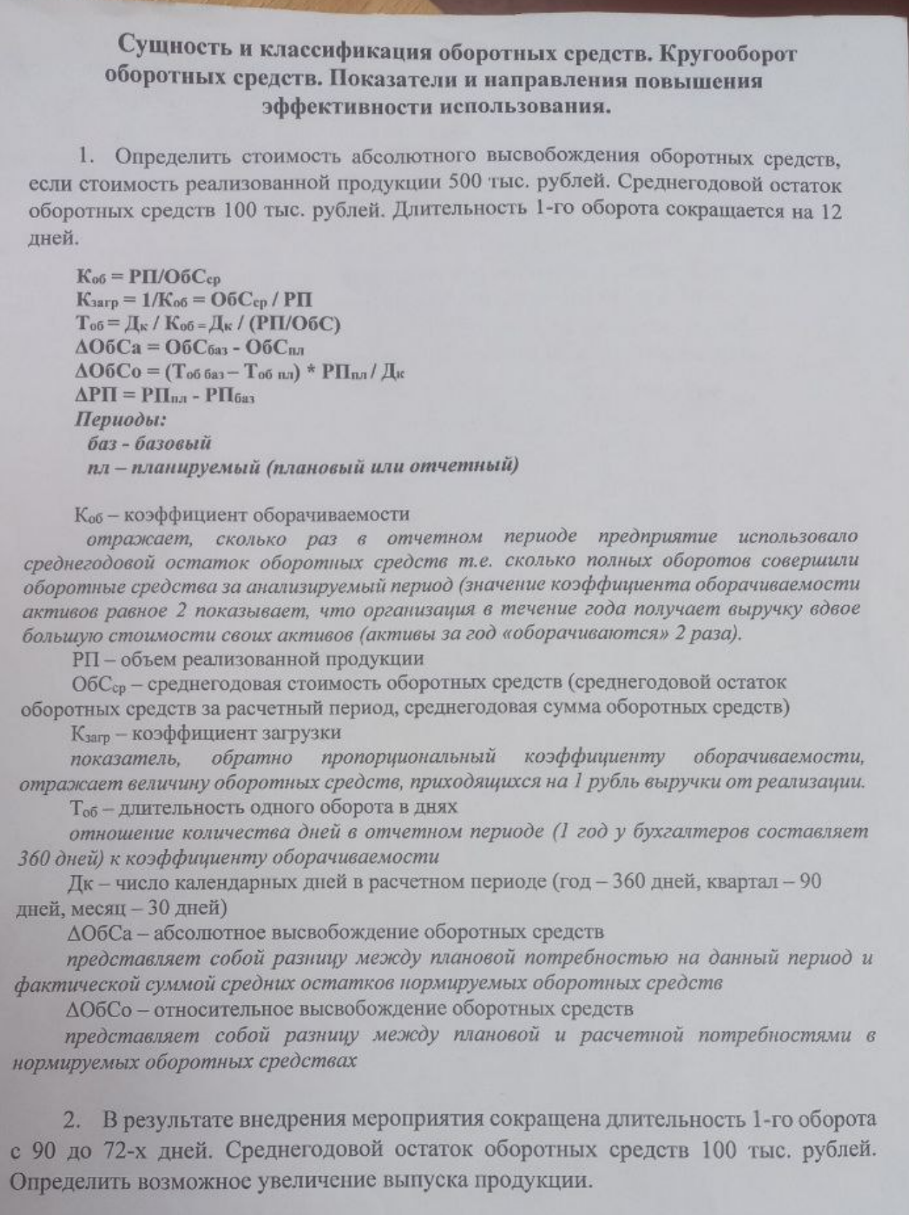 Сущность и классификация оборотных средств. Кругооборот
оборотных средств. Показатели и направления повышения
эффективности использования.
1. Определить стоимость абсолютного высвобождения оборотных средств,
если стоимость реализованной продукции 500 тыс. рублей. Среднегодовой остаток
оборотных средств 100 тыс. рублей. Длительность 1-го оборота сокращается на 12
дней.
Kоб = РП/ОбСср
Kзагр = 1/Kоб = ОбСср / РП
Tоб = Дк / Kоб = Дк / (РП/ОбС)
ΔОбСа = ОбСбаз - ОбСпл
ΔОбСо = (Tоб баз – Tоб пл) * РПпл / Дк
ΔРП = РПпл - РПбаз
Периоды:
баз - базовый
пл – планируемый (плановый или отчетный)
Kоб – коэффициент оборачиваемости
отражает, сколько раз в отчетном периоде предприятие использовало
среднегодовой остаток оборотных средств т.е. сколько полных оборотов совершили
оборотные средства за анализируемый период (значение коэффициента оборачиваемости
активов равное 2 показывает, что организация в течение года получает выручку вдвое
большую стоимости своих активов (активы за год «оборачиваются» 2 раза).
РП – объем реализованной продукции
ОбСср – среднегодовая стоимость оборотных средств (среднегодовой остаток
оборотных средств за расчетный период, среднегодовая сумма оборотных средств)
Kзагр – коэффициент загрузки
показатель, обратно пропорциональный коэффициенту оборачиваемости,
отражает величину оборотных средств, приходящихся на 1 рубль выручки от реализации.
Tоб – длительность одного оборота в днях
отношение количества дней в отчетном периоде (1 год у бухгалтеров составляет
360 дней) к коэффициенту оборачиваемости
Дк – число календарных дней в расчетном периоде (год – 360 дней, квартал – 90
дней, месяц – 30 дней)
ΔОбСа – абсолютное высвобождение оборотных средств
представляет собой разницу между плановой потребностью на данный период и
фактической суммой средних остатков нормируемых оборотных средств
ΔОбСо – относительное высвобождение оборотных средств
представляет собой разницу между плановой и расчетной потребностями в
нормируемых оборотных средствах
2. В результате внедрения мероприятия сокращена длительность 1-го оборота
с 90 до 72-х дней. Среднегодовой остаток оборотных средств 100 тыс. рублей.
Определить возможное увеличение выпуска продукции.